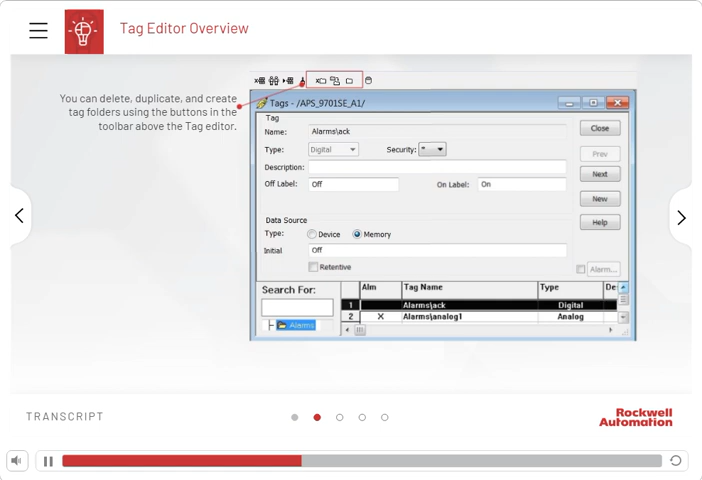 Tag Editor Overview
You can delete, duplicate, and create
tag folders using the buttons in the
toolbar above the Tag editor.
Tags - /APS_9701SE_A1/
Tag
Name: Alarms\ack
Close
Type: Digital Security: *
Prev
Description:
Next
Off Label: Off On Label: On
New
Data Source
Help
Type: Device Memory
Initial Off
Retentive
Alarm...
Search For:
Alm Tag Name Type De
1 Alarms\ack Digital
2 X Alarms\analog1 Analog
Alarms
TRANSCRIPT
Rockwell
Automation